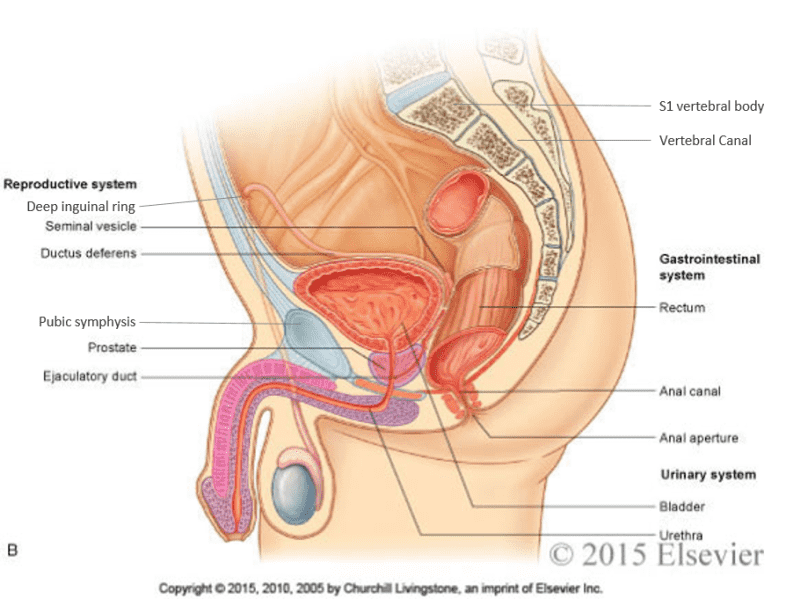 S1 vertebral body
Vertebral Canal
Reproductive system
Deep inguinal ring
Seminal vesicle
Ductus deferens
Gastrointestinal
system
Rectum
Pubic symphysis
Prostate
Ejaculatory duct
Anal canal
Anal aperture
Urinary system
Bladder
Urethra
B
© 2015 Elsevier
Copyright © 2015, 2010, 2005 by Churchill Livingstone, an imprint of Elsevier Inc.